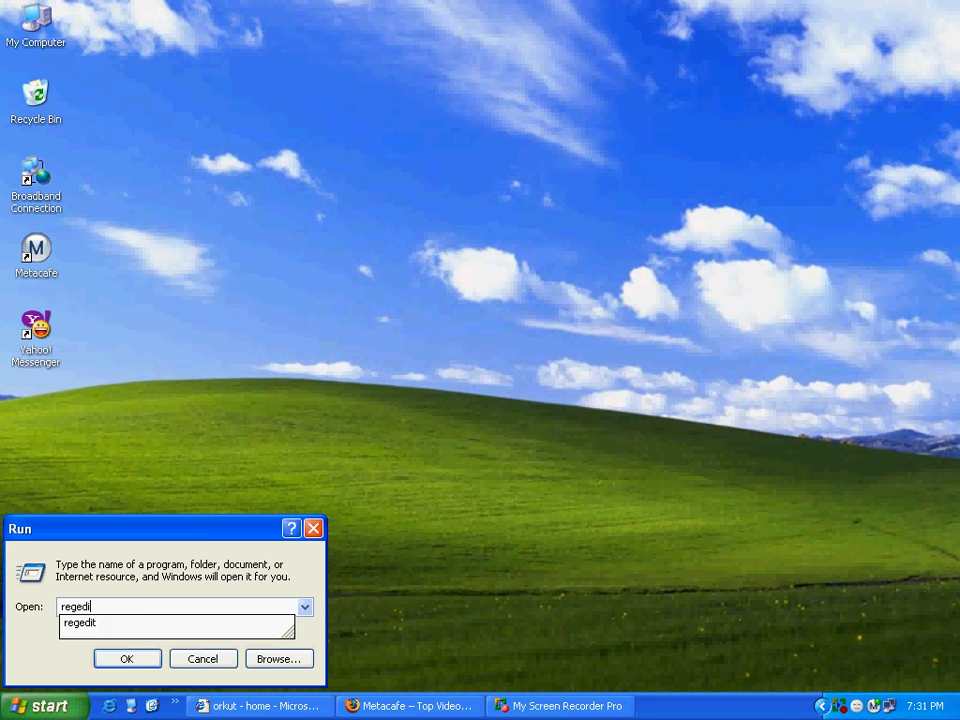 My Computer
Recycle Bin
Broadband
Connection
M
Metacafe
Yahoo!
Messenger
Run
?
Type the name of a program, folder, document, or
Internet resource, and Windows will open it for you.
Open:
regedi
regedit
OK
Cancel
Browse...
start
»
orkut - home - Micros...
Metacafe – Top Video...
My Screen Recorder Pro
7:31 PM